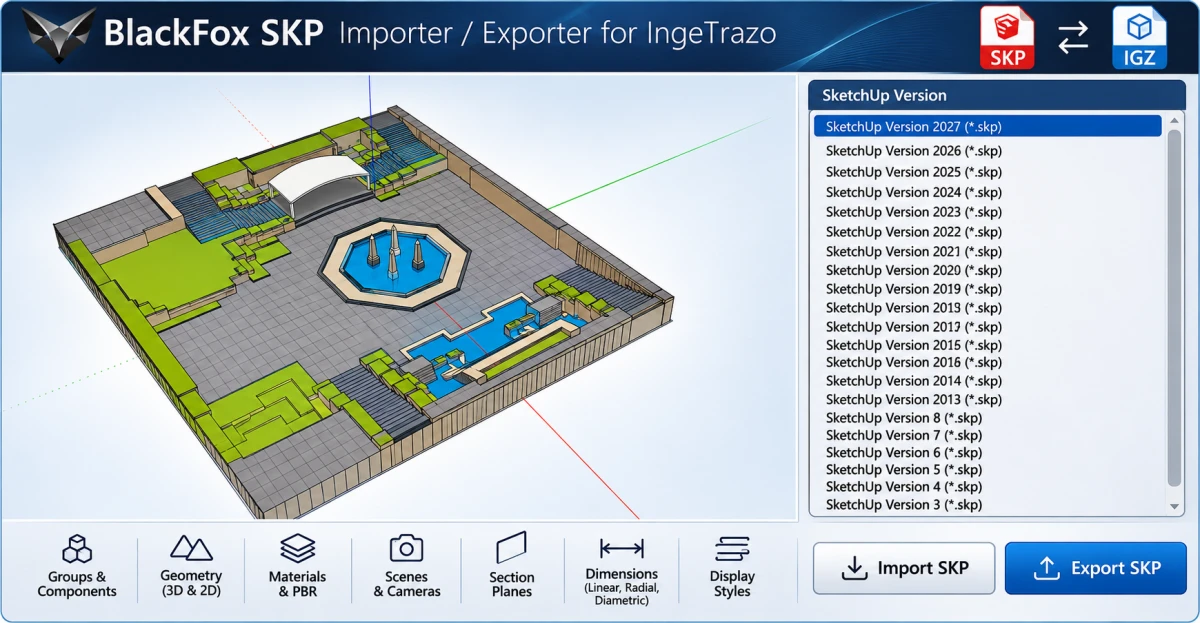 BlackFox SKP Importer / Exporter for IngeTrazo
SKP
IGZ
SketchUp Version
SketchUp Version 2027 (*.skp)
SketchUp Version 2026 (*.skp)
SketchUp Version 2025 (*.skp)
SketchUp Version 2024 (*.skp)
SketchUp Version 2023 (*.skp)
SketchUp Version 2022 (*.skp)
SketchUp Version 2021 (*.skp)
SketchUp Version 2020 (*.skp)
SketchUp Version 2019 (*.skp)
SketchUp Version 2013 (*.skp)
SketchUp Version 2017 (*.skp)
SketchUp Version 2015 (*.skp)
SketchUp Version 2016 (*.skp)
SketchUp Version 2014 (*.skp)
SketchUp Version 2013 (*.skp)
SketchUp Version 8 (*.skp)
SketchUp Version 7 (*.skp)
SketchUp Version 6 (*.skp)
SketchUp Version 5 (*.skp)
SketchUp Version 4 (*.skp)
SketchUp Version 3 (*.skp)
Groups &
Components
Geometry
(3D & 2D)
Materials
& PBR
Scenes
& Cameras
Section
Planes
Dimensions
(Linear, Radial,
Diametric)
Display
Styles
Import SKP
Export SKP